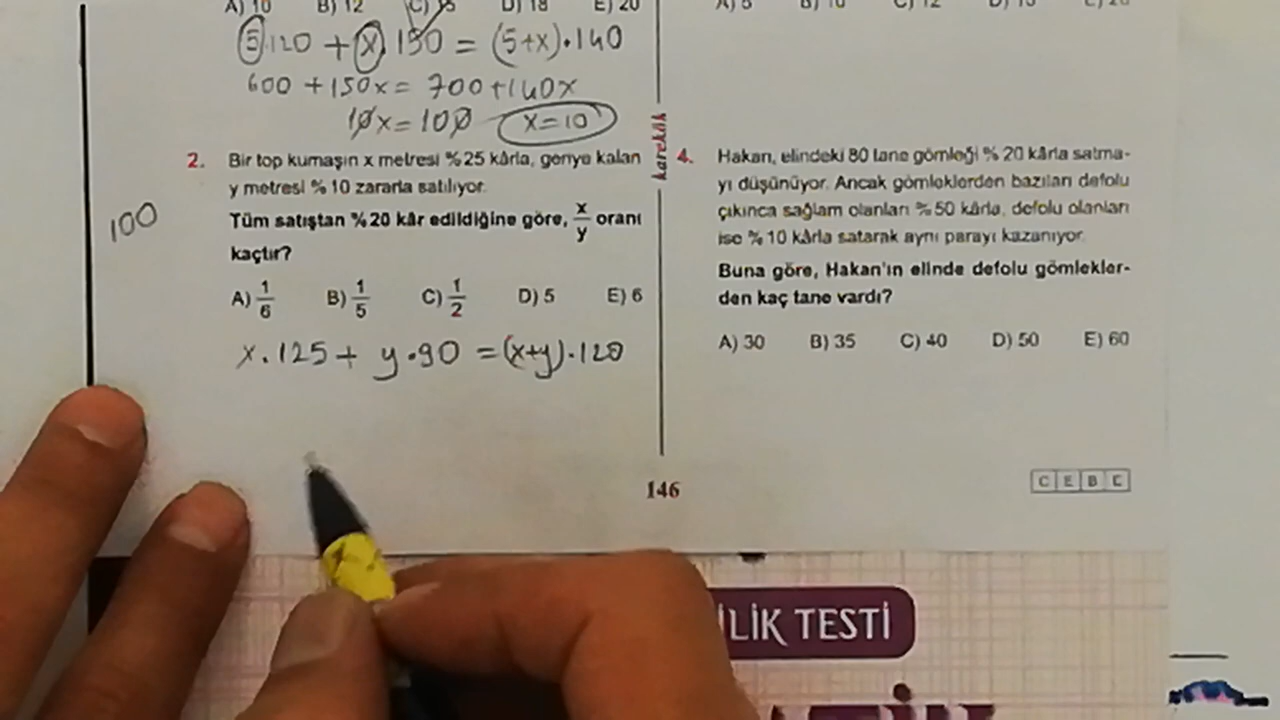 A) 10 B) 12 C) 15 D) 18 E) 20
5.120 + x.150 = (5+x).140
600 + 150x = 700 + 140x
10x = 100 x=10
2. Bir top kumaşın x metresi %25 kârla, geriye kalan
y metresi % 10 zararla satılıyor.
Tüm satıştan %20 kâr edildiğine göre, x/y oranı
kaçtır?
100
A) 1/6 B) 1/5 C) 1/2 D) 5 E) 6
x.125 + y.90 = (x+y).120
karekök
4. Hakan, elindeki 80 tane gömleği % 20 kârla satma-
yı düşünüyor. Ancak gömleklerden bazıları defolu
çıkınca sağlam olanları %50 kârla, defolu olanları
ise % 10 kârla satarak aynı parayı kazanıyor.
Buna göre, Hakan'ın elinde defolu gömlekler-
den kaç tane vardı?
A) 30 B) 35 C) 40 D) 50 E) 60
146
C E B E
İLİK TESTİ